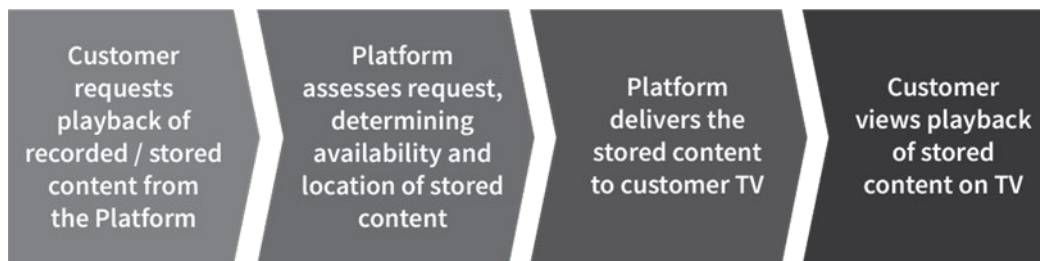 Customer
requests
playback of
recorded / stored
content from
the Platform
Platform
assesses request,
determining
availability and
location of stored
content
Platform
delivers the
stored content
to customer TV
Customer
views playback
of stored
content on TV